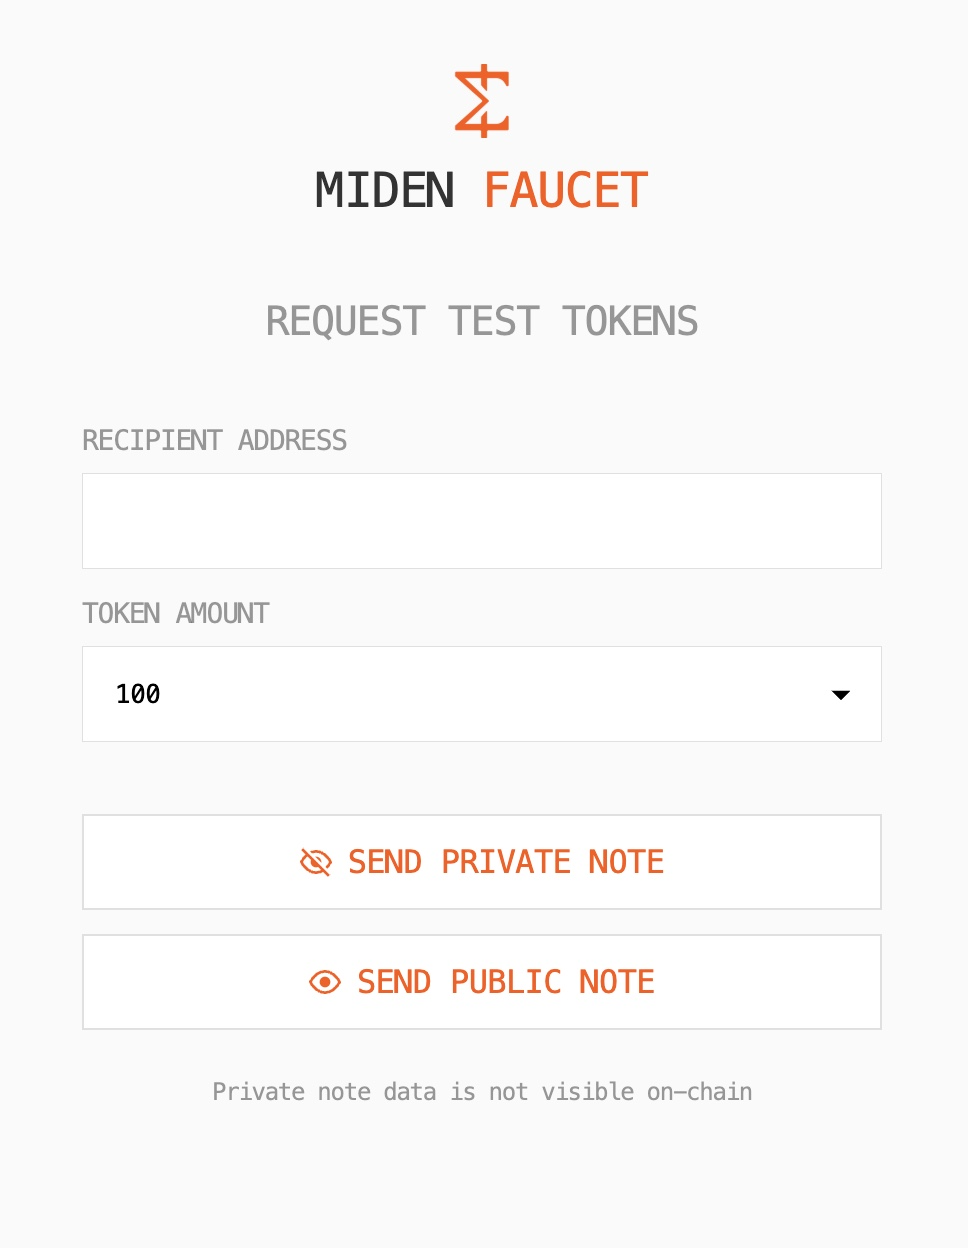 MIDEN FAUCET
REQUEST TEST TOKENS
RECIPIENT ADDRESS
TOKEN AMOUNT
100
SEND PRIVATE NOTE
SEND PUBLIC NOTE
Private note data is not visible on-chain